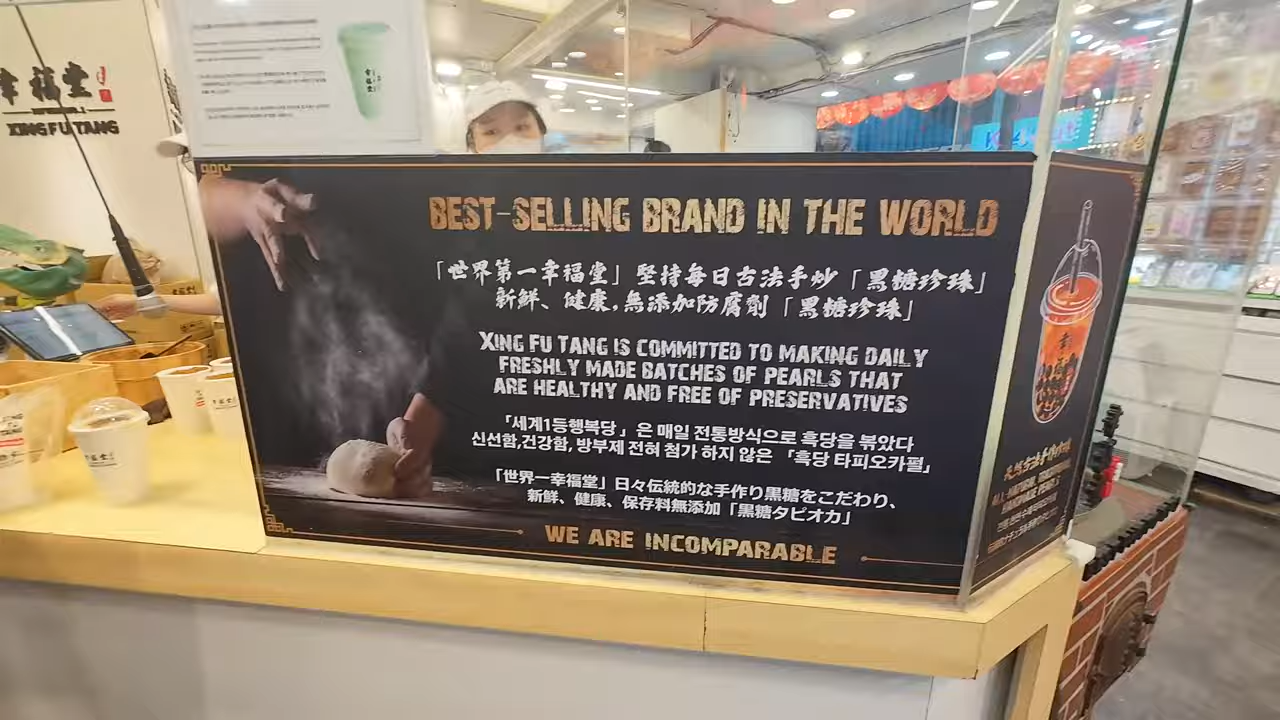 幸福堂
XING FU TANG
BEST-SELLING BRAND IN THE WORLD
「世界第一幸福堂」堅持每日古法手炒「黑糖珍珠」
新鮮、健康,無添加防腐劑「黑糖珍珠」
XING FU TANG IS COMMITTED TO MAKING DAILY
FRESHLY MADE BATCHES OF PEARLS THAT
ARE HEALTHY AND FREE OF PRESERVATIVES
「세계1등행복당」은 매일 전통방식으로 흑당을 볶았다
신선함,건강함, 방부제 전혀 첨가 하지 않은 「흑당 타피오카펄」
「世界一幸福堂」日々伝統的な手作り黒糖をこだわり、
新鮮、健康、保存料無添加「黒糖タピオカ」
WE ARE INCOMPARABLE